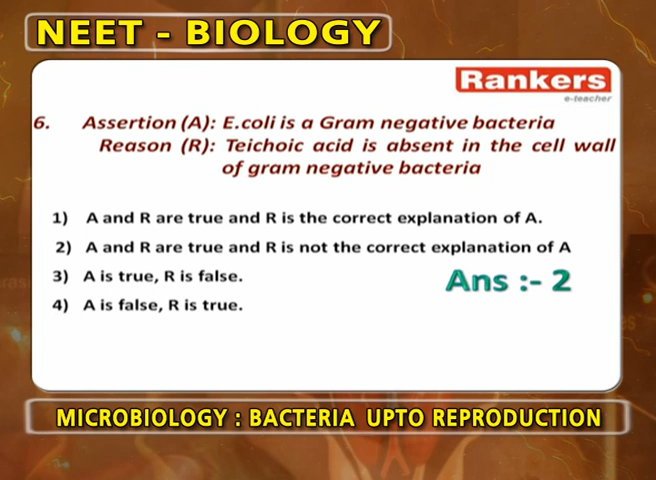 NEET - BIOLOGY
Rankers
e-teacher
6. Assertion (A): E.coli is a Gram negative bacteria
Reason (R): Teichoic acid is absent in the cell wall
of gram negative bacteria
1) A and R are true and R is the correct explanation of A.
2) A and R are true and R is not the correct explanation of A
3) A is true, R is false.
Ans :- 2
4) A is false, R is true.
MICROBIOLOGY : BACTERIA UPTO REPRODUCTION